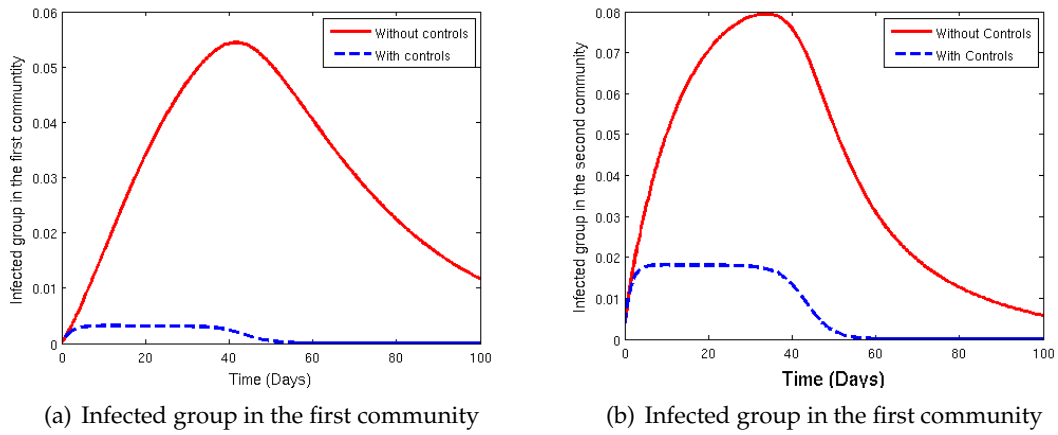 0.06
0.05
0.04
0.03
0.02
0.01
0
0
20
40
60
80
100
Infected group in the first community
Time (Days)
Without controls
With controls
(a) Infected group in the first community
0.08
0.07
0.06
0.05
0.04
0.03
0.02
0.01
0
0
20
40
60
80
100
Infected group in the second community
Time (Days)
Without Controls
With Controls
(b) Infected group in the first community